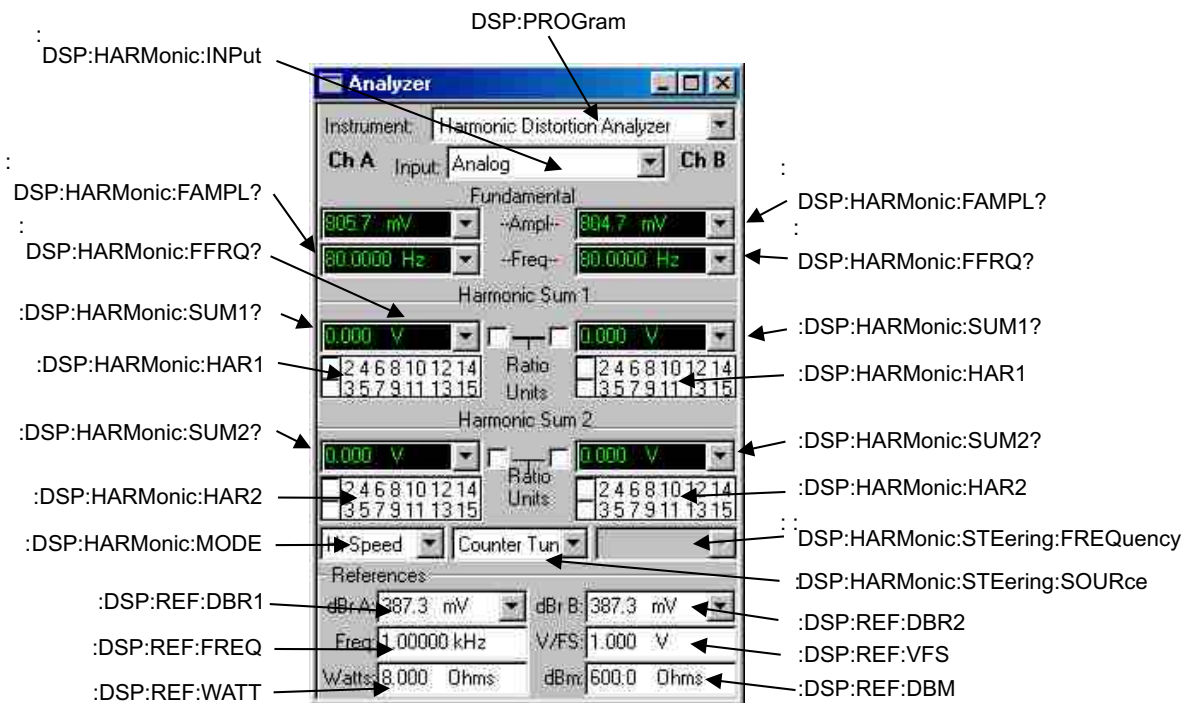 DSP:PROGram
:
DSP:HARMonic:INPut
Analyzer
Instrument: Harmonic Distortion Analyzer
Ch A Input: Analog Ch B
Fundamental
:
DSP:HARMonic:FAMPL?
805.7 mV --Ampl-- 804.7 mV
:
DSP:HARMonic:FAMPL?
:
DSP:HARMonic:FFRQ?
80.0000 Hz --Freq-- 80.0000 Hz
:
DSP:HARMonic:FFRQ?
Harmonic Sum 1
:DSP:HARMonic:SUM1?
0.000 V 0.000 V
:DSP:HARMonic:SUM1?
:DSP:HARMonic:HAR1
2 4 6 8 10 12 14 Ratio 2 4 6 8 10 12 14
3 5 7 9 11 13 15 Units 3 5 7 9 11 13 15
:DSP:HARMonic:HAR1
Harmonic Sum 2
:DSP:HARMonic:SUM2?
0.000 V 0.000 V
:DSP:HARMonic:SUM2?
:DSP:HARMonic:HAR2
2 4 6 8 10 12 14 Ratio 2 4 6 8 10 12 14
3 5 7 9 11 13 15 Units 3 5 7 9 11 13 15
:DSP:HARMonic:HAR2
:DSP:HARMonic:MODE
Speed Counter Tun
: :
DSP:HARMonic:STEering:FREQuency
References
:DSP:HARMonic:STEering:SOURce
:DSP:REF:DBR1
dBr A: 387.3 mV dBr B: 387.3 mV
:DSP:REF:DBR2
:DSP:REF:FREQ
Freq: 1.00000 kHz V/FS: 1.000 V
:DSP:REF:VFS
:DSP:REF:WATT
Watts: 8.000 Ohms dBm: 600.0 Ohms
:DSP:REF:DBM